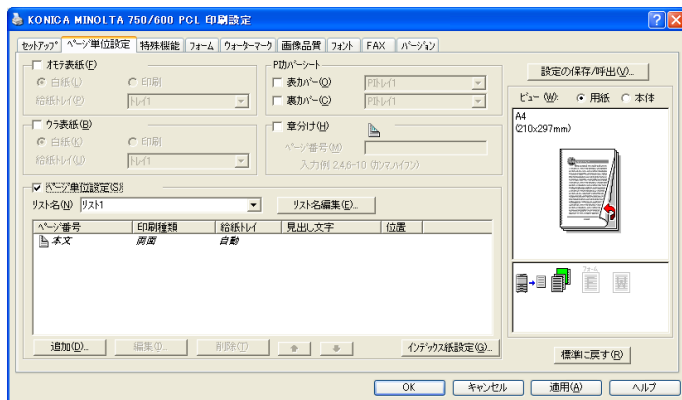 KONICA MINOLTA 750/600 PCL 印刷設定
セットアップ ページ単位設定 特殊機能 フォーム ウォーターマーク 画像品質 フォント FAX バージョン
オモテ表紙(F)
白紙(L) 印刷
給紙トレイ(P) トレイ1
ウラ表紙(B)
白紙(K) 印刷
給紙トレイ(U) トレイ1
PIカバーシート
表カバー(O) PIトレイ1
裏カバー(C) PIトレイ1
章分け(H)
ページ番号(M)
入力例 2,4,6-10 (カンマ,ハイフン)
ページ単位設定(S)
リスト名(N) リスト1 リスト名編集(E)...
ページ番号 印刷種類 給紙トレイ 見出し文字 位置
本文 両面 自動
追加(D)... 編集(I)... 削除(T) インデックス紙設定(G)...
設定の保存/呼出(V)...
ビュー (W): 用紙 本体
A4
(210x297mm)
フォーム
標準に戻す(R)
OK キャンセル 適用(A) ヘルプ